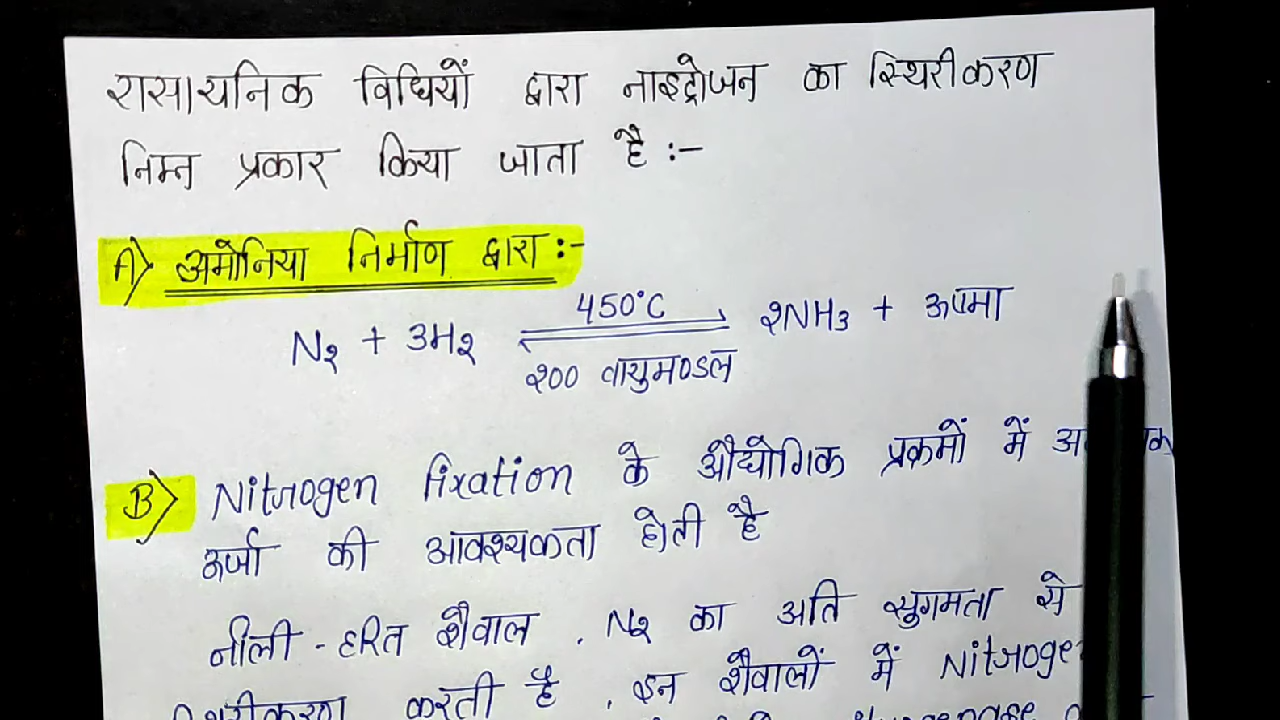 रासायनिक विधियों द्वारा नाइट्रोजन का स्थिरीकरण
निम्न प्रकार किया जाता है :-
A) अमोनिया निर्माण द्वारा :-
450°C
N2 + 3H2 ⇌ 2NH3 + ऊष्मा
200 वायुमण्डल
B) Nitrogen fixation के औद्योगिक प्रक्रमों में
ऊर्जा की आवश्यकता होती है
नीली - हरित शैवाल , N2 का अति सुगमता से
करती है , इन शैवालों में